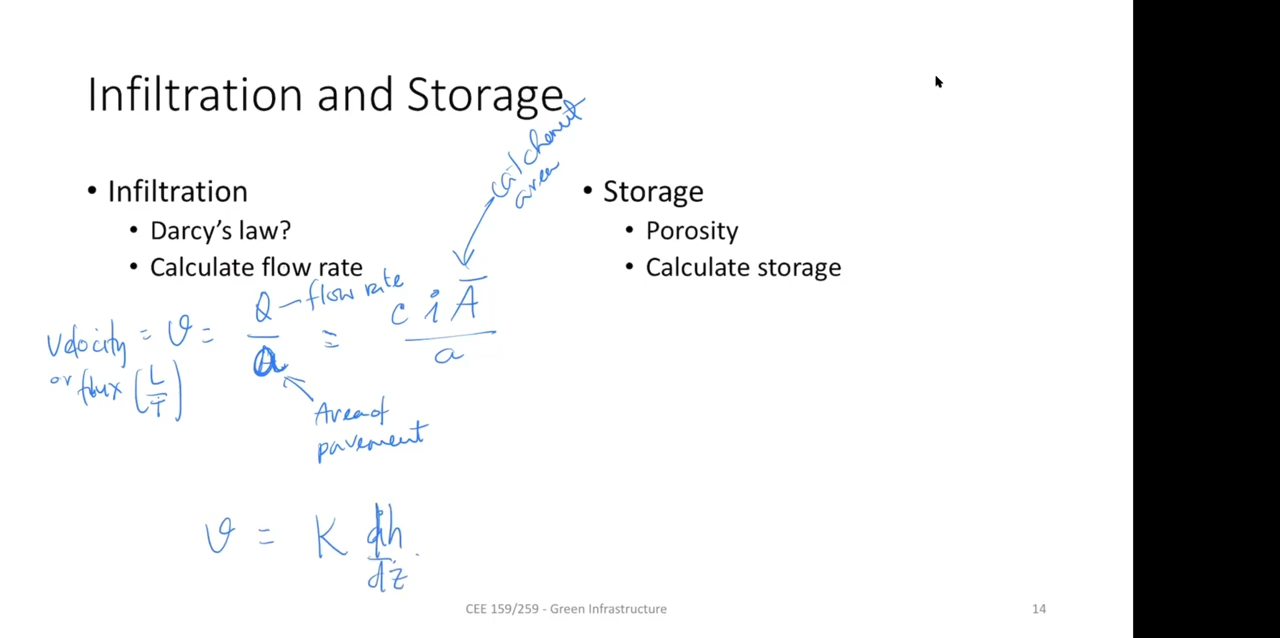 Infiltration and Storage
catchment
area
• Infiltration
• Darcy's law?
• Calculate flow rate
• Storage
• Porosity
• Calculate storage
velocity = v = Q/a = c i A/a
Q – flow rate
or flux (L/T)
Area of
pavement
v = K dh/dz
CEE 159/259 - Green Infrastructure
14